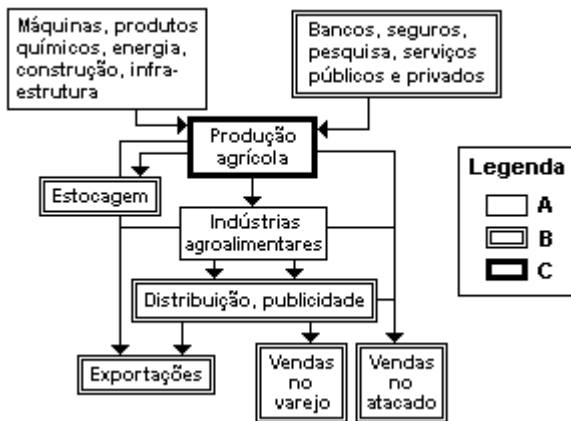 Máquinas, produtos
químicos, energia,
construção, infra-
estrutura
Bancos, seguros,
pesquisa, serviços
públicos e privados
Produção
agrícola
Estocagem
Indústrias
agroalimentares
Distribuição, publicidade
Exportações
Vendas
no
varejo
Vendas
no
atacado
Legenda
A
B
C